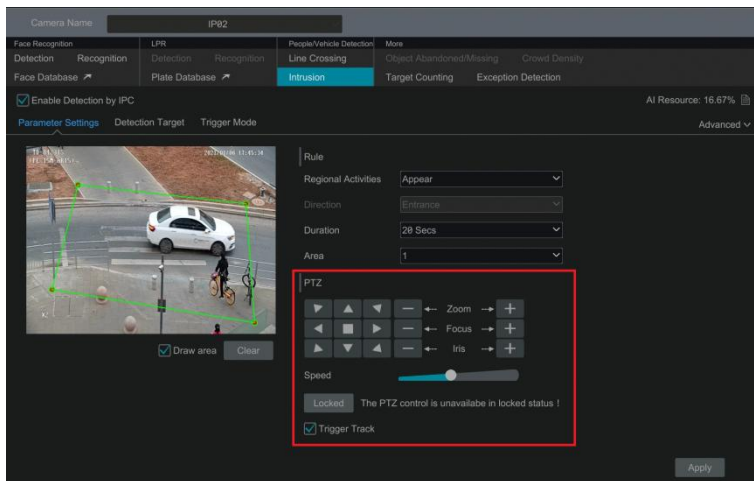 Camera Name IP02
Face Recognition LPR People/Vehicle Detection More
Detection Recognition Detection Recognition Line Crossing Object Abandoned/Missing Crowd Density
Face Database Plate Database Intrusion Target Counting Exception Detection
Enable Detection by IPC AI Resource: 16.67%
Parameter Settings Detection Target Trigger Mode Advanced
Rule
Regional Activities Appear
Direction Entrance
Duration 20 Secs
Area 1
PTZ
Zoom
Focus
Iris
Draw area Clear
Speed
Locked The PTZ control is unavailabe in locked status !
Trigger Track
Apply